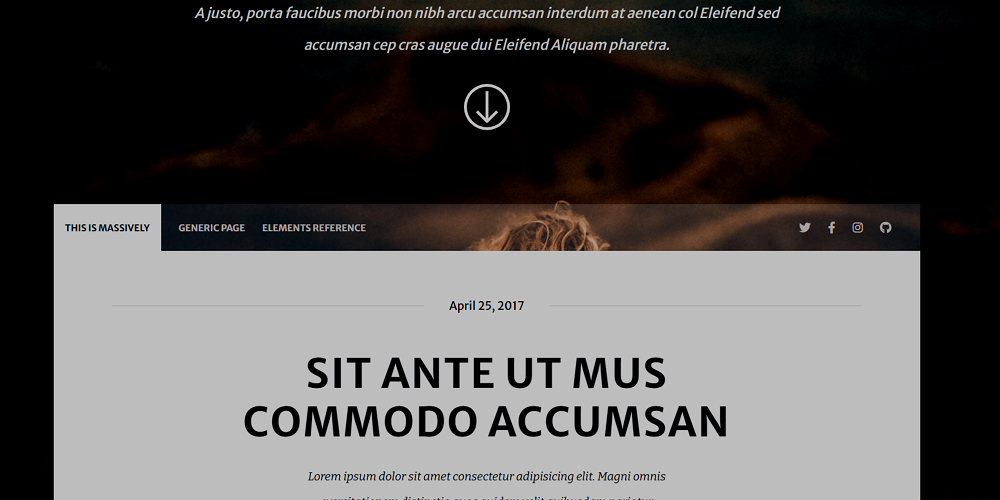 A justo, porta faucibus morbi non nibh arcu accumsan interdum at aenean col Eleifend sed
accumsan cep cras augue dui Eleifend Aliquam pharetra.
THIS IS MASSIVELY GENERIC PAGE ELEMENTS REFERENCE
April 25, 2017
SIT ANTE UT MUS
COMMODO ACCUMSAN
Lorem ipsum dolor sit amet consectetur adipisicing elit. Magni omnis